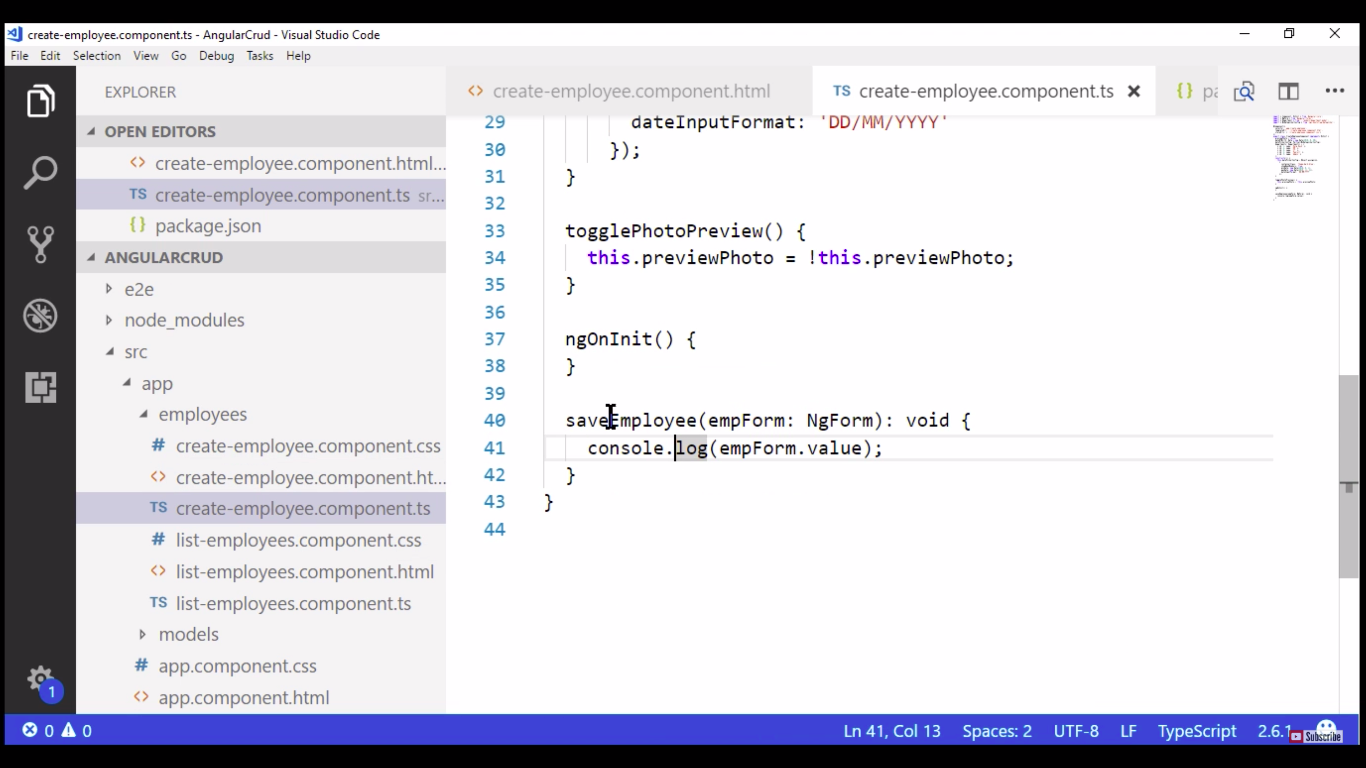 create-employee.component.ts - AngularCrud - Visual Studio Code
File Edit Selection View Go Debug Tasks Help
EXPLORER
OPEN EDITORS
<> create-employee.component.html...
TS create-employee.component.ts sr...
{} package.json
ANGULARCRUD
e2e
node_modules
src
app
employees
# create-employee.component.css
<> create-employee.component.ht...
TS create-employee.component.ts
# list-employees.component.css
<> list-employees.component.html
TS list-employees.component.ts
models
# app.component.css
<> app.component.html
1
<> create-employee.component.html
TS create-employee.component.ts
{} pa
29 dateInputFormat: 'DD/MM/YYYY'
30 });
31 }
32
33 togglePhotoPreview() {
34 this.previewPhoto = !this.previewPhoto;
35 }
36
37 ngOnInit() {
38 }
39
40 saveEmployee(empForm: NgForm): void {
41 console.log(empForm.value);
42 }
43 }
44
0 0
Ln 41, Col 13 Spaces: 2 UTF-8 LF TypeScript 2.6.1
Subscribe